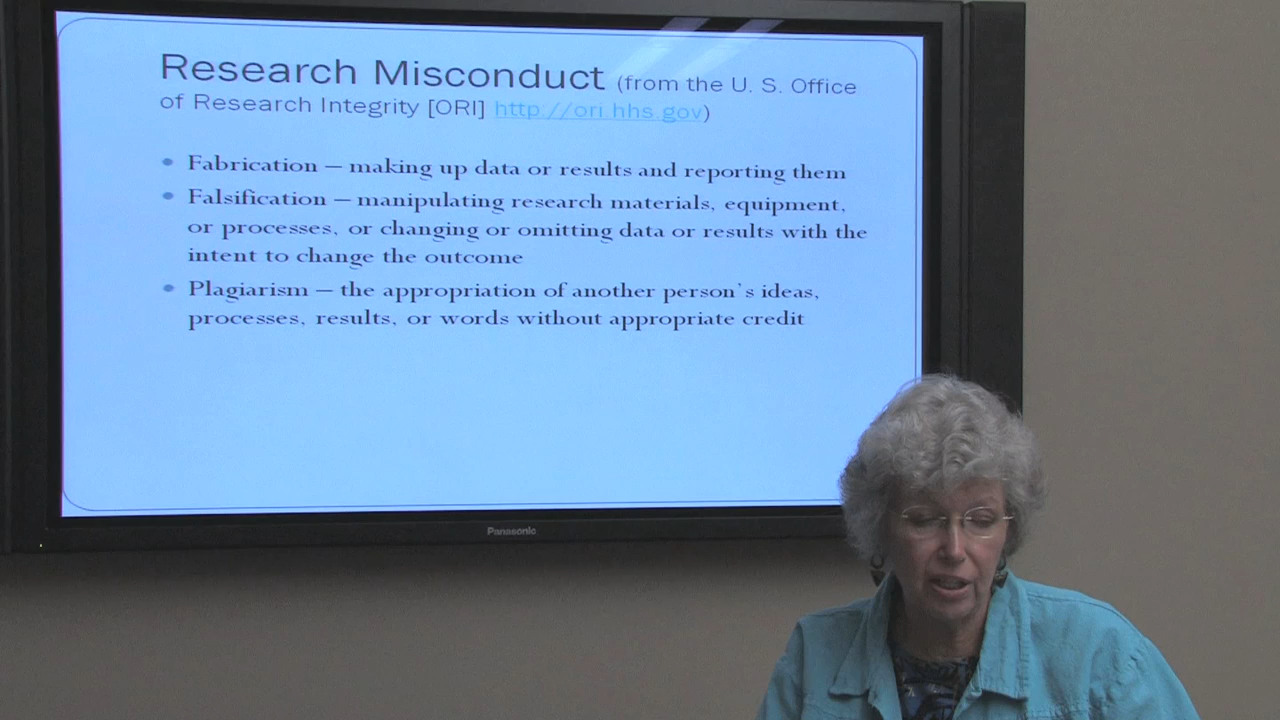 Research Misconduct (from the U. S. Office
of Research Integrity [ORI] http://ori.hhs.gov)
• Fabrication – making up data or results and reporting them
• Falsification – manipulating research materials, equipment,
or processes, or changing or omitting data or results with the
intent to change the outcome
• Plagiarism – the appropriation of another person's ideas,
processes, results, or words without appropriate credit
Panasonic